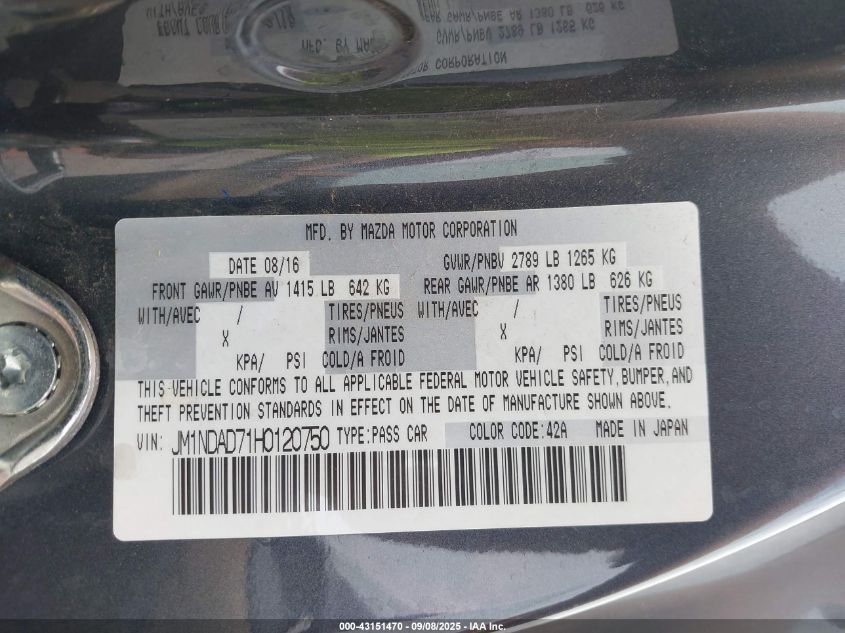 MFD. BY MAZDA MOTOR CORPORATION
DATE 08/16 GVWR/PNBV 2789 LB 1265 KG
FRONT GAWR/PNBE AV 1415 LB 642 KG REAR GAWR/PNBE AR 1380 LB 626 KG
WITH/AVEC / TIRES/PNEUS WITH/AVEC / TIRES/PNEUS
X RIMS/JANTES X RIMS/JANTES
KPA/ PSI COLD/A FROID KPA/ PSI COLD/A FROID
THIS VEHICLE CONFORMS TO ALL APPLICABLE FEDERAL MOTOR VEHICLE SAFETY, BUMPER, AND
THEFT PREVENTION STANDARDS IN EFFECT ON THE DATE OF MANUFACTURE SHOWN ABOVE.
VIN: JM1NDAD71H0120750 TYPE: PASS CAR COLOR CODE: 42A MADE IN JAPAN
000-43151470 - 09/08/2025 - IAA Inc.